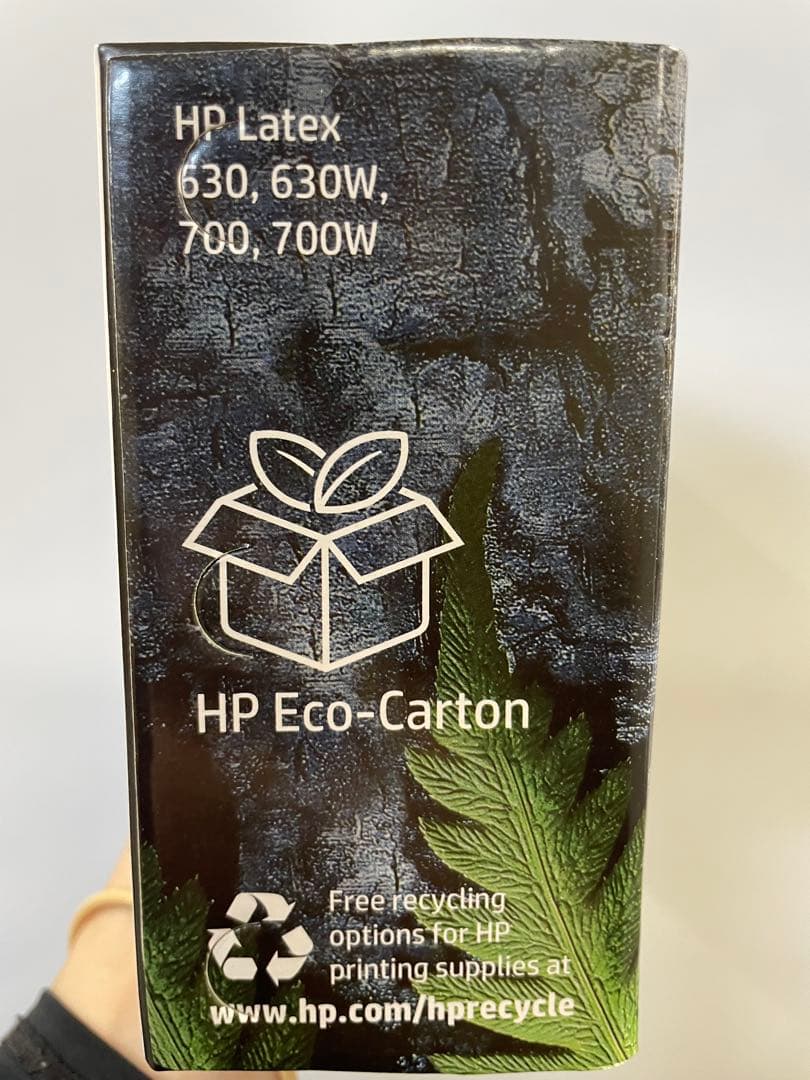 HP Latex
630, 630W,
700, 700W
HP Eco-Carton
Free recycling
options for HP
printing supplies at
www.hp.com/hprecycle